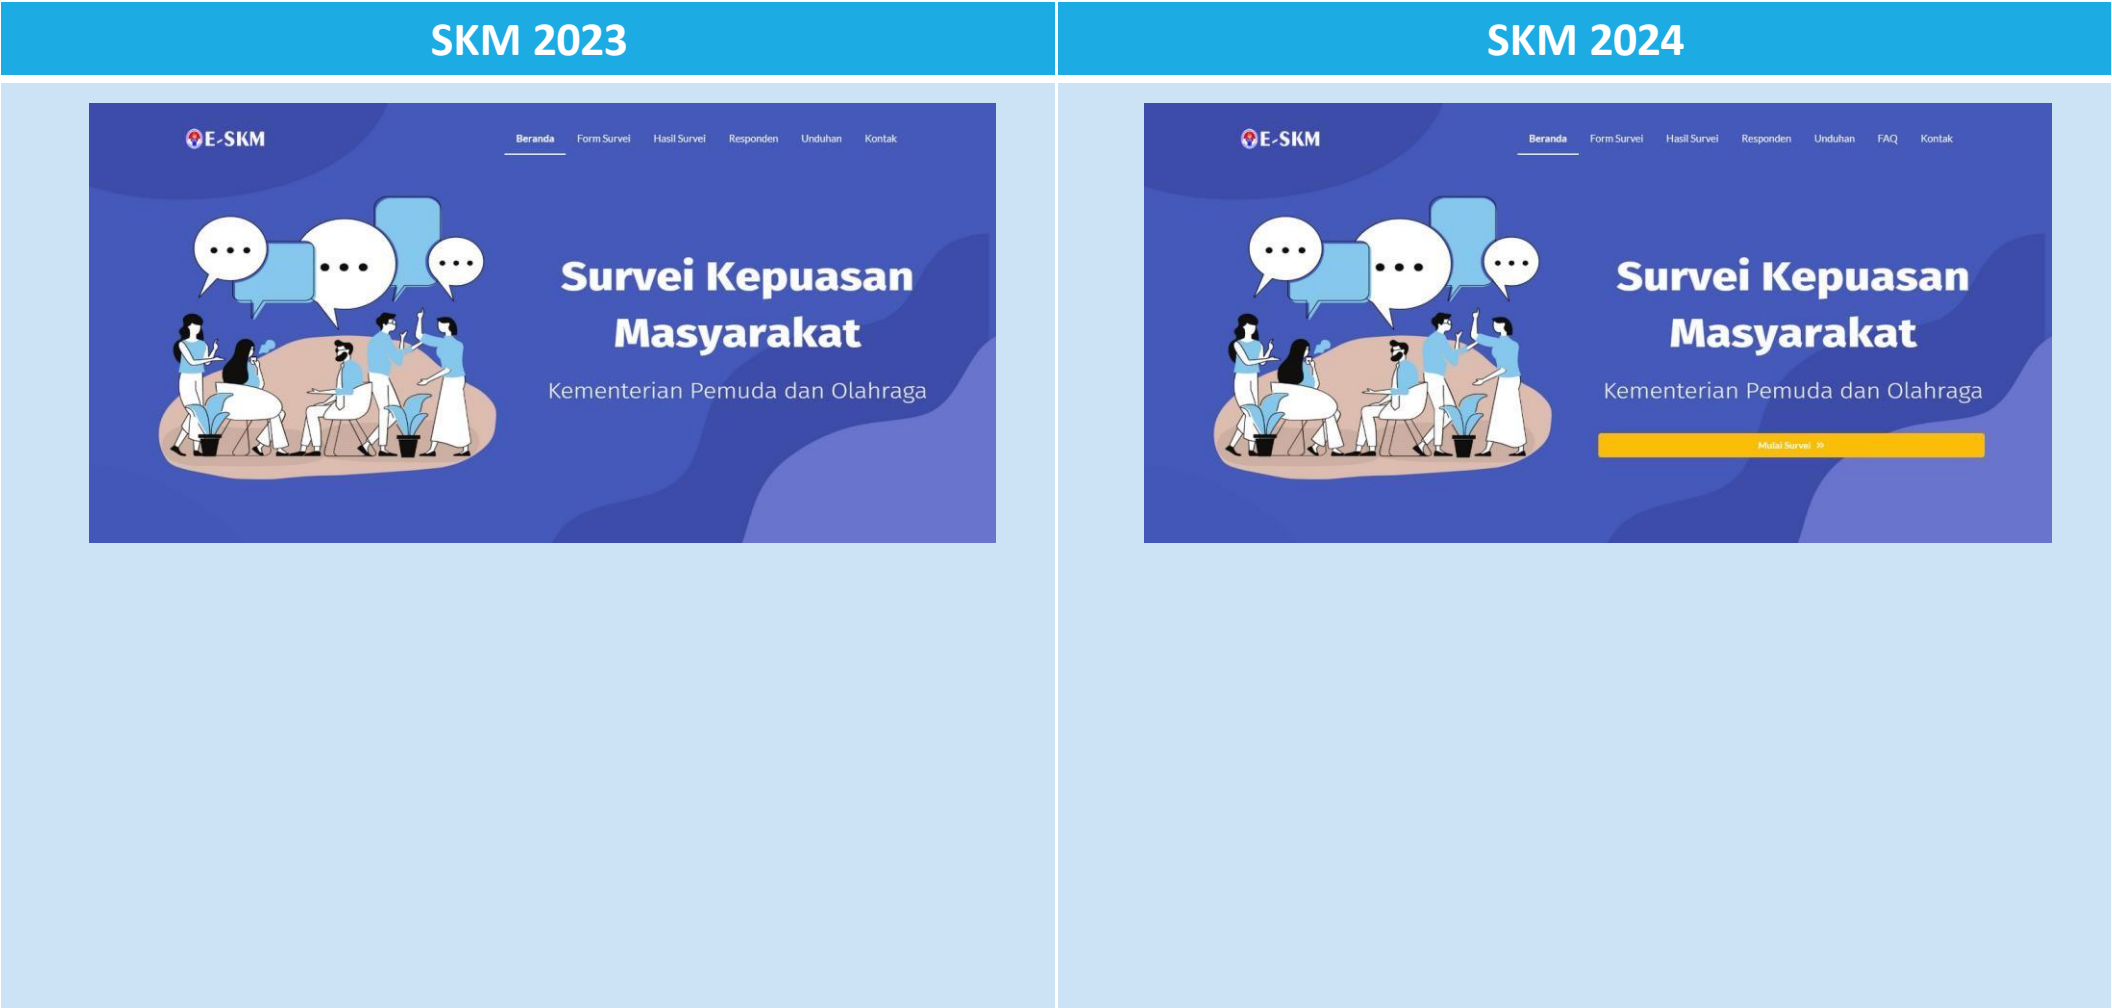 SKM 2023
SKM 2024
E-SKM
Beranda Form Survei Hasil Survei Responden Unduhan Kontak
Survei Kepuasan
Masyarakat
Kementerian Pemuda dan Olahraga
E-SKM
Beranda Form Survei Hasil Survei Responden Unduhan FAQ Kontak
Survei Kepuasan
Masyarakat
Kementerian Pemuda dan Olahraga
Mulai Survei »